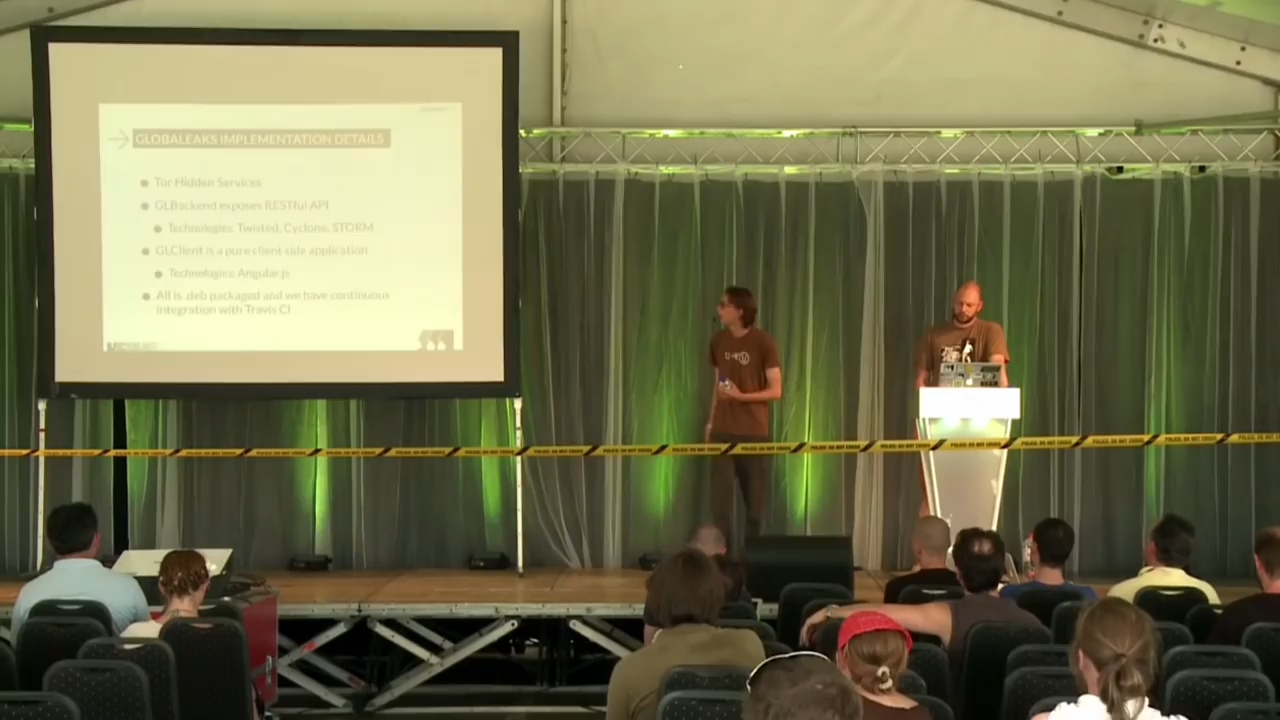 GLOBALEAKS IMPLEMENTATION DETAILS
Tor Hidden Services
GLBackend exposes RESTful API
Technologies: Twisted, Cyclone, STORM
GLClient is a pure client side application
Technologies: Angular.js
All is .deb packaged and we have continuous
integration with Travis CI